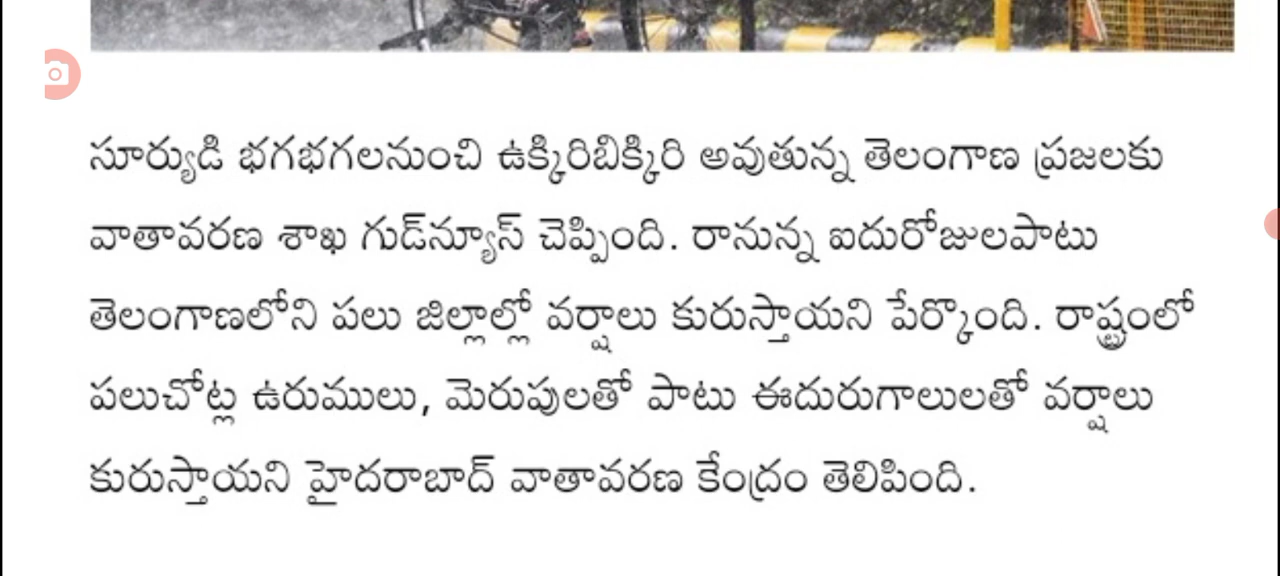 సూర్యుడి భగభగలనుంచి ఉక్కిరిబిక్కిరి అవుతున్న తెలంగాణ ప్రజలకు
వాతావరణ శాఖ గుడ్‌న్యూస్ చెప్పింది. రానున్న ఐదురోజులపాటు
తెలంగాణలోని పలు జిల్లాల్లో వర్షాలు కురుస్తాయని పేర్కొంది. రాష్ట్రంలో
పలుచోట్ల ఉరుములు, మెరుపులతో పాటు ఈదురుగాలులతో వర్షాలు
కురుస్తాయని హైదరాబాద్ వాతావరణ కేంద్రం తెలిపింది.